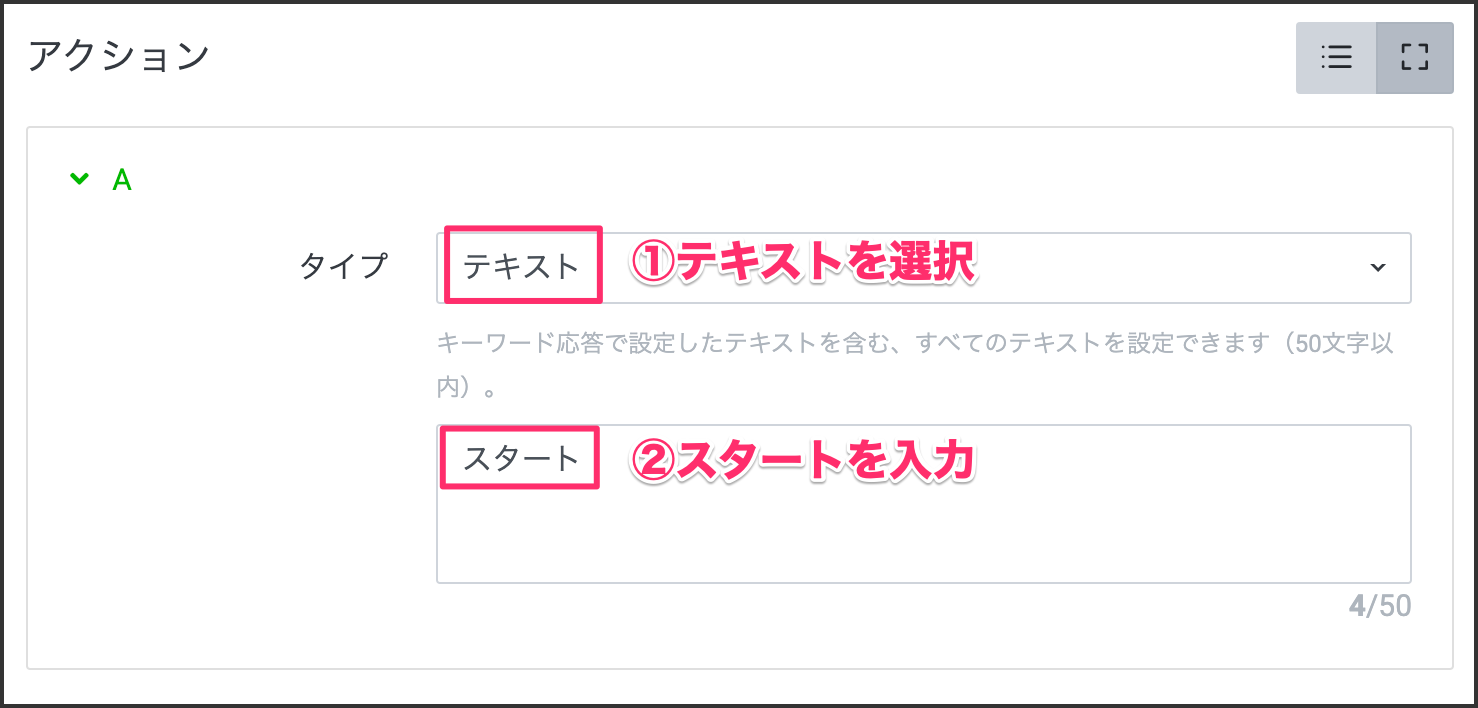 アクション
A
タイプ
テキスト ①テキストを選択
キーワード応答で設定したテキストを含む、すべてのテキストを設定できます（50文字以
内）。
スタート ②スタートを入力
4/50